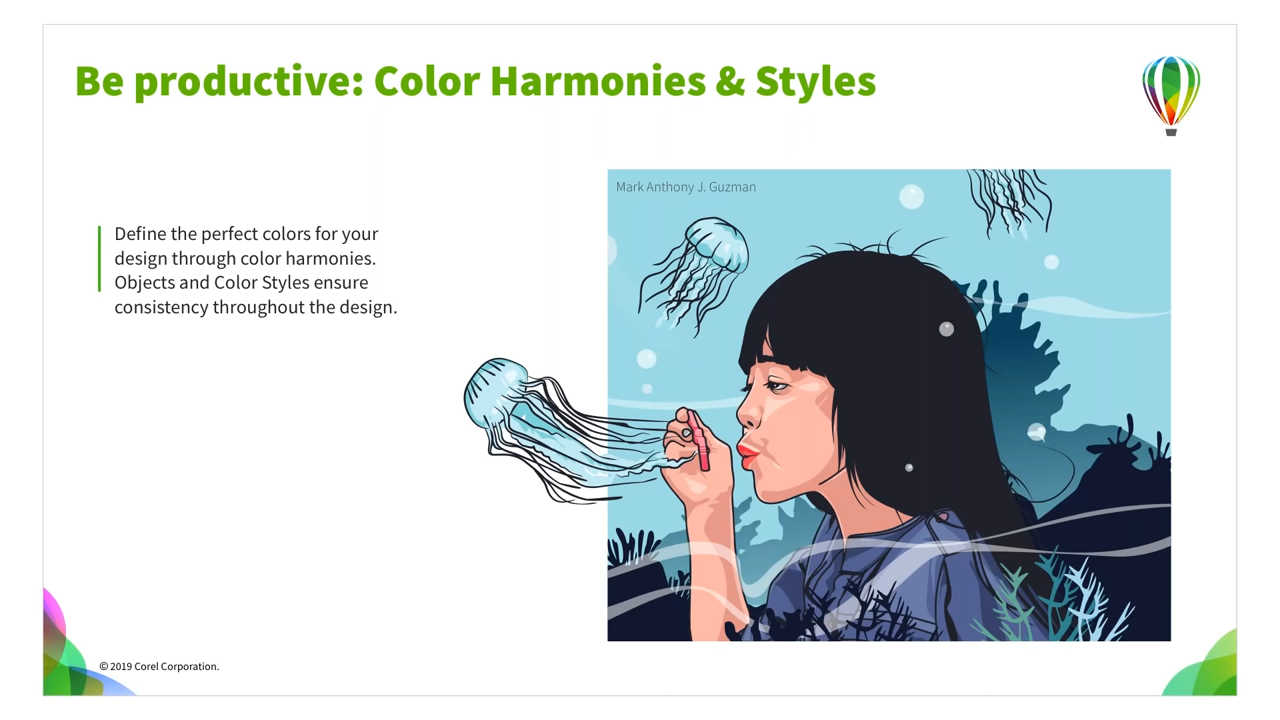 Be productive: Color Harmonies & Styles
Mark Anthony J. Guzman
Define the perfect colors for your
design through color harmonies.
Objects and Color Styles ensure
consistency throughout the design.
© 2019 Corel Corporation.